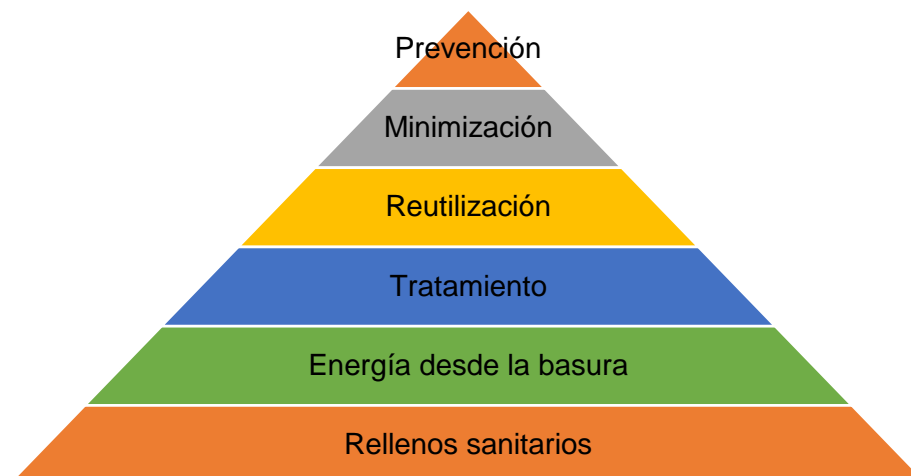 Prevención
Minimización
Reutilización
Tratamiento
Energía desde la basura
Rellenos sanitarios